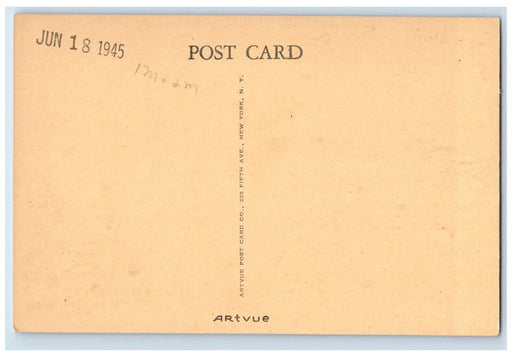 JUN 18 1945
POST CARD
ARTVUE POST CARD CO., 225 FIFTH AVE., NEW YORK, N. Y.
ARtvue